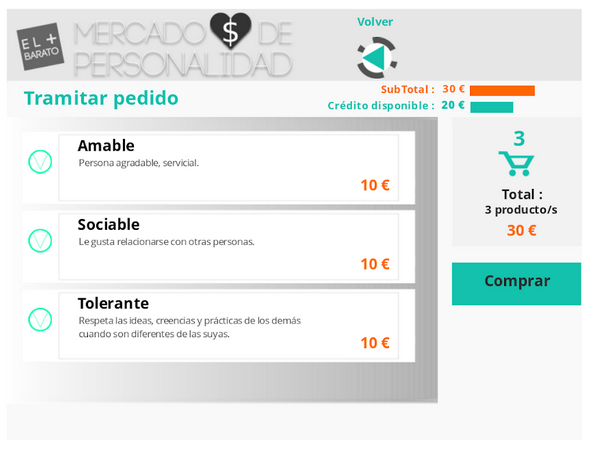 EL +
BARATO
MERCADO $ DE
PERSONALIDAD
Volver
Tramitar pedido
SubTotal : 30 €
Crédito disponible : 20 €
Amable
Persona agradable, servicial.
10 €
Sociable
Le gusta relacionarse con otras personas.
10 €
Tolerante
Respeta las ideas, creencias y prácticas de los demás
cuando son diferentes de las suyas.
10 €
3
Total :
3 producto/s
30 €
Comprar